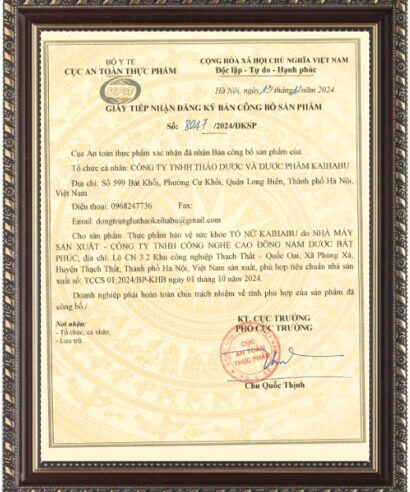 BỘ Y TẾ
CỤC AN TOÀN THỰC PHẨM
CỘNG HÒA XÃ HỘI CHỦ NGHĨA VIỆT NAM
Độc lập - Tự do - Hạnh phúc
Hà Nội, ngày 13 tháng 12 năm 2024
GIẤY TIẾP NHẬN ĐĂNG KÝ BẢN CÔNG BỐ SẢN PHẨM
Số: 8047 /2024/ĐKSP
Cục An toàn thực phẩm xác nhận đã nhận Bản công bố sản phẩm của:
Tổ chức cá nhân: CÔNG TY TNHH THẢO DƯỢC VÀ DƯỢC PHẨM KAIHABU
Địa chỉ: Số 599 Bát Khối, Phường Cự Khối, Quận Long Biên, Thành phố Hà Nội,
Việt Nam
Điện thoại: 0968247736 Fax:
Email: dongtrunghathaokaihabu@gmail.com
Cho sản phẩm: Thực phẩm bảo vệ sức khỏe TỐ NỮ KAIHABU do NHÀ MÁY
SẢN XUẤT - CÔNG TY TNHH CÔNG NGHỆ CAO ĐÔNG NAM DƯỢC BÁT
PHÚC, địa chỉ: Lô CN 3.2 Khu công nghiệp Thạch Thất – Quốc Oai, Xã Phùng Xá,
Huyện Thạch Thất, Thành phố Hà Nội, Việt Nam sản xuất, phù hợp tiêu chuẩn nhà sản
xuất số: TCCS 01:2024/BP-KHB ngày 01 tháng 10 năm 2024.
Doanh nghiệp phải hoàn toàn chịu trách nhiệm về tính phù hợp của sản phẩm đã
công bố./
Nơi nhận:
- Tổ chức, cá nhân,
- Lưu trữ.
KT. CỤC TRƯỞNG
PHÓ CỤC TRƯỞNG
CỤC
AN TOÀN
THỰC PHẨM
Chu Quốc Thịnh